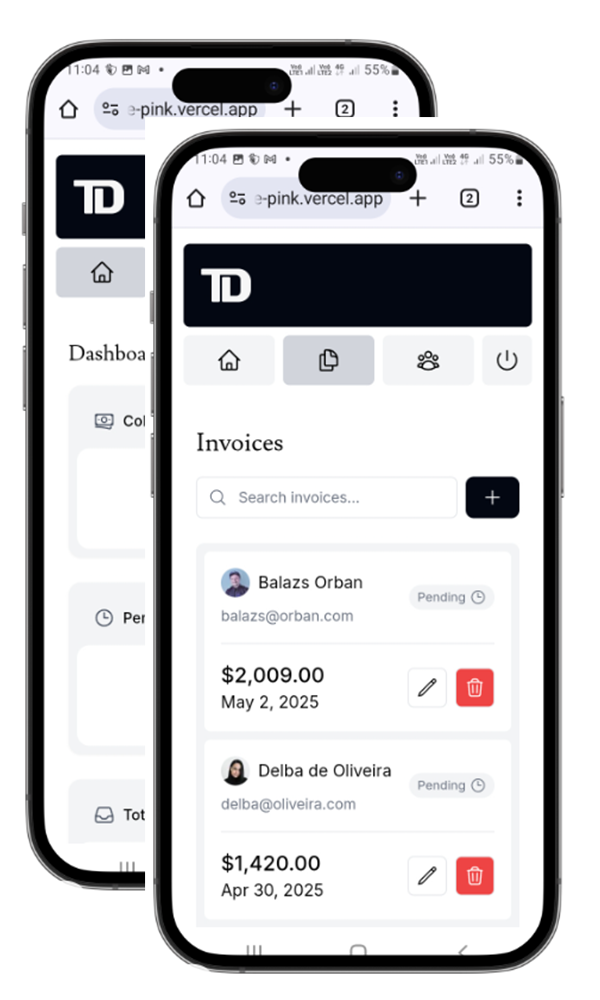 11:04
55%
e-pink.vercel.app
2
TD
Dashboa
Col
Per
Tot
11:04
55%
e-pink.vercel.app
2
TD
Invoices
Search invoices...
Balazs Orban
Pending
balazs@orban.com
$2,009.00
May 2, 2025
Delba de Oliveira
Pending
delba@oliveira.com
$1,420.00
Apr 30, 2025